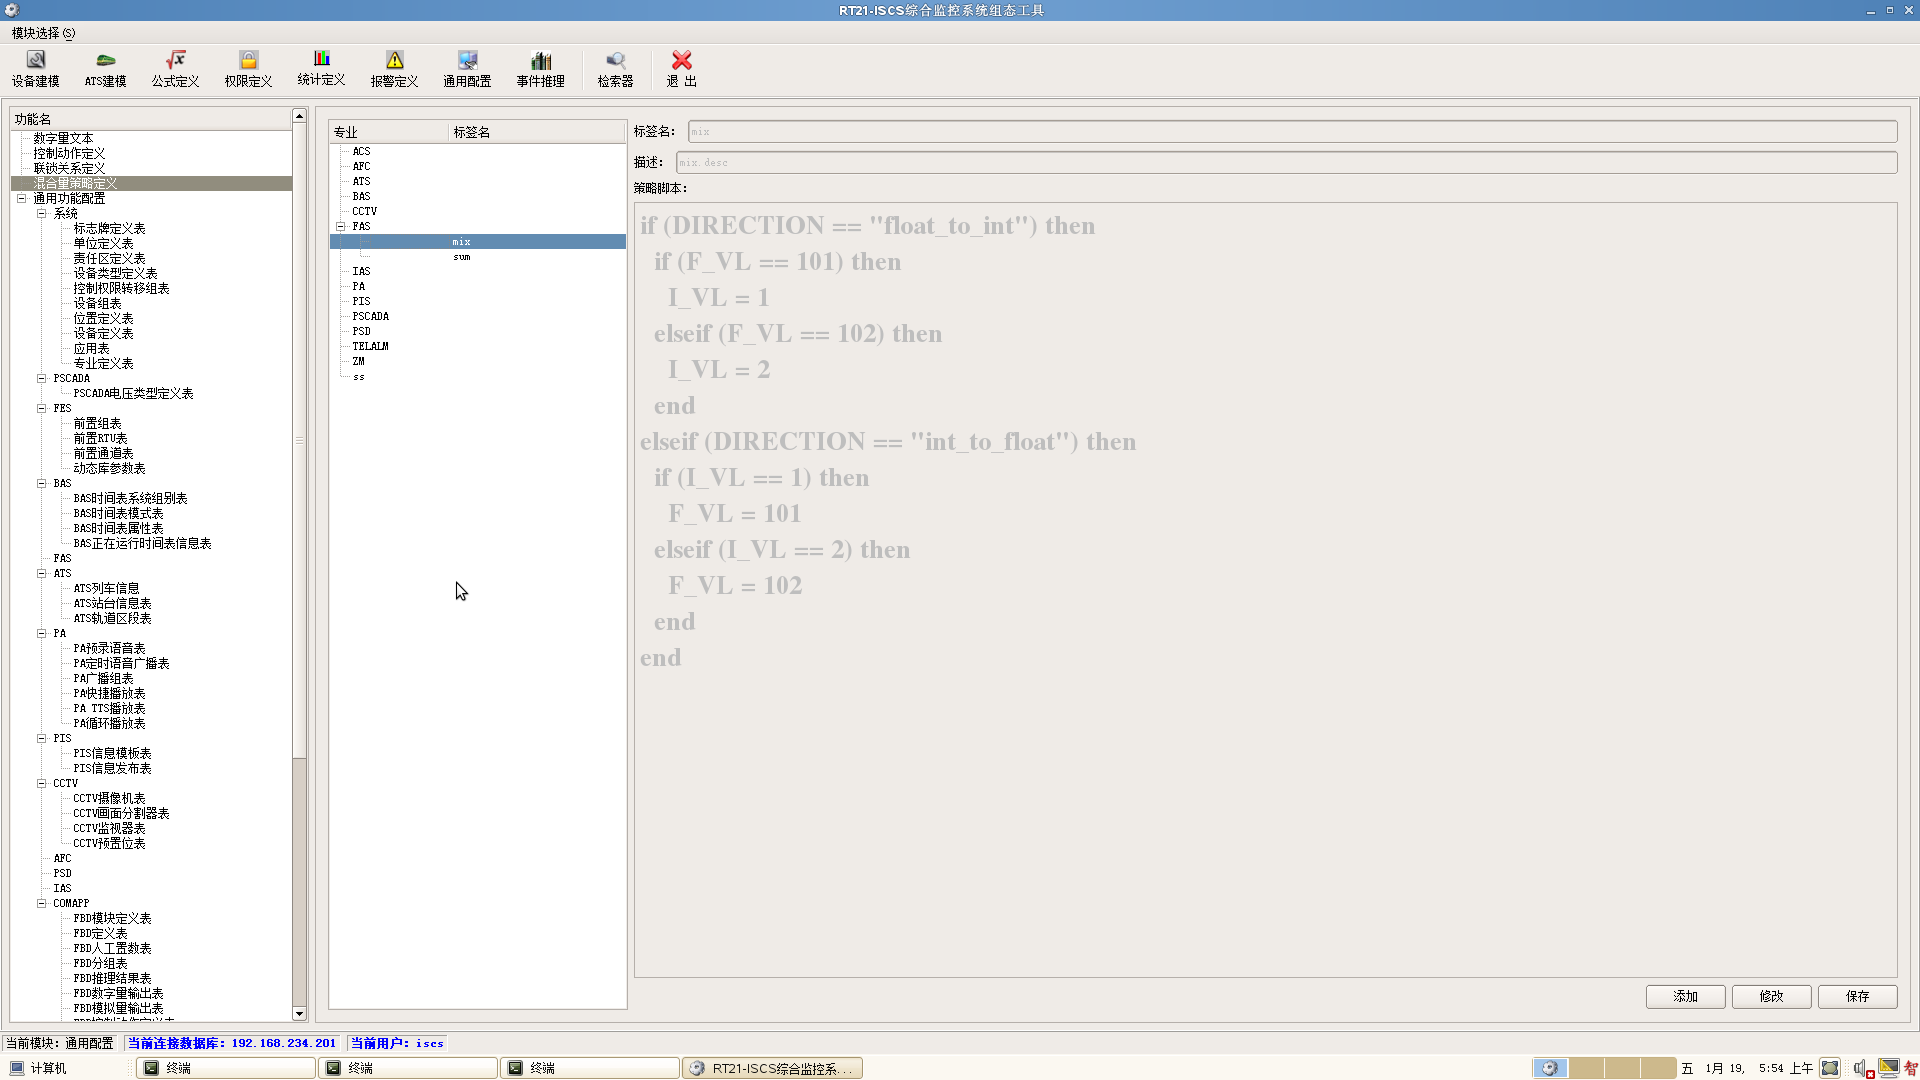 RT21-ISCS综合监控系统组态工具
模块选择 (S)
设备建模
ATS建模
公式定义
权限定义
统计定义
报警定义
通用配置
事件推理
检索器
退 出
功能名
数字量文本
控制动作定义
联锁关系定义
混合量策略定义
通用功能配置
系统
标志牌定义表
单位定义表
责任区定义表
设备类型定义表
控制权限转移组表
设备组表
位置定义表
设备定义表
应用表
专业定义表
PSCADA
PSCADA电压类型定义表
FES
前置组表
前置RTU表
前置通道表
动态库参数表
BAS
BAS时间表系统组别表
BAS时间表模式表
BAS时间表属性表
BAS正在运行时间表信息表
FAS
ATS
ATS列车信息
ATS站台信息表
ATS轨道区段表
PA
PA预录语音表
PA定时语音广播表
PA广播组表
PA快捷播放表
PA TTS播放表
PA循环播放表
PIS
PIS信息模板表
PIS信息发布表
CCTV
CCTV摄像机表
CCTV画面分割器表
CCTV监视器表
CCTV预置位表
AFC
PSD
IAS
COMAPP
FBD模块定义表
FBD定义表
FBD人工置数表
FBD分组表
FBD推理结果表
FBD数字量输出表
FBD模拟量输出表
专业 标签名
ACS
AFC
ATS
BAS
CCTV
FAS
mix
sum
IAS
PA
PIS
PSCADA
PSD
TELALM
ZM
ss
标签名： mix
描述： mix desc
策略脚本：
if (DIRECTION == "float_to_int") then
if (F_VL == 101) then
I_VL = 1
elseif (F_VL == 102) then
I_VL = 2
end
elseif (DIRECTION == "int_to_float") then
if (I_VL == 1) then
F_VL = 101
elseif (I_VL == 2) then
F_VL = 102
end
end
添加
修改
保存
当前模块：通用配置
当前连接数据库：192.168.234.201
当前用户：iscs
计算机
终端
终端
终端
RT21-ISCS综合监控系...
五 1月 19, 5:54 上午
智